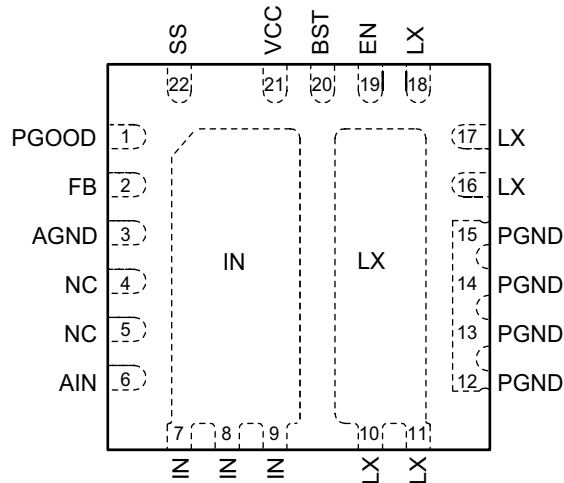 SS VCC BST EN LX
22 21 20 19 18
PGOOD 1 17 LX
FB 2 16 LX
AGND 3 15 PGND
IN LX
NC 4 14 PGND
NC 5 13 PGND
AIN 6 12 PGND
7 8 9 10 11
IN IN IN LX LX